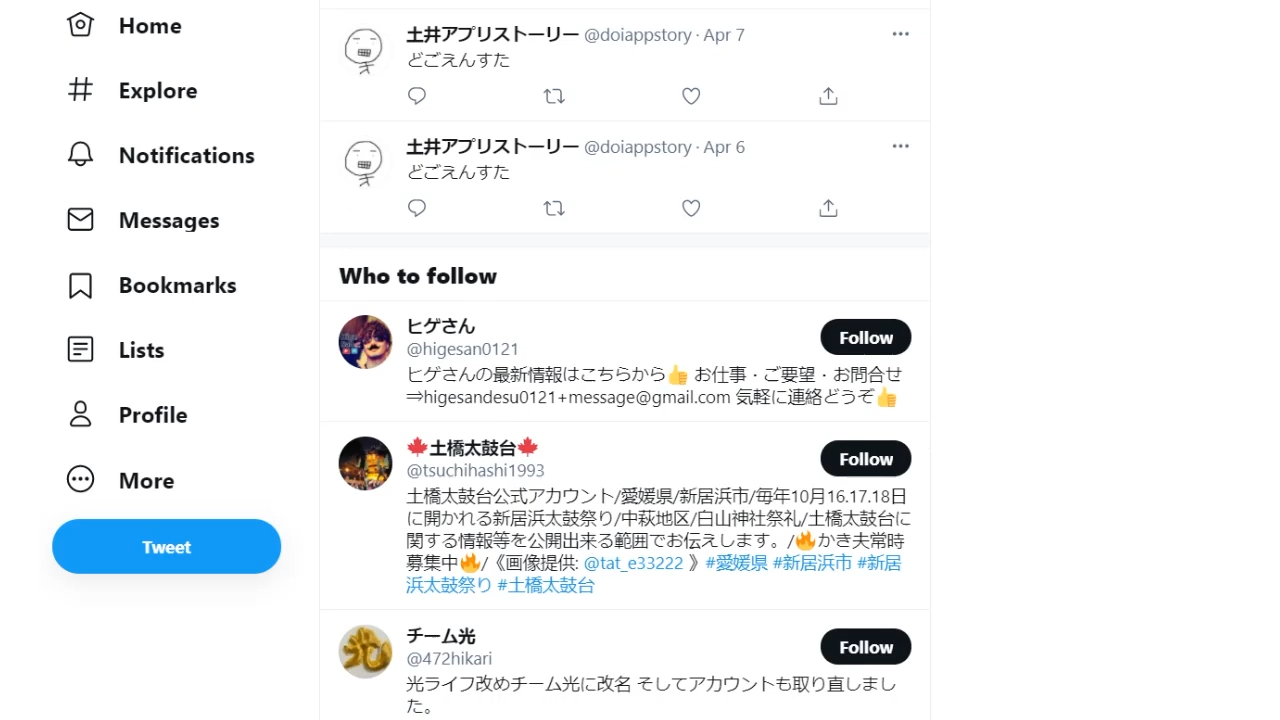 Home
Explore
Notifications
Messages
Bookmarks
Lists
Profile
More
Tweet
土井アプリストーリー @doiappstory · Apr 7
どごえんすた
土井アプリストーリー @doiappstory · Apr 6
どごえんすた
Who to follow
ヒゲさん
@higesan0121
Follow
ヒゲさんの最新情報はこちらから👍 お仕事・ご要望・お問合せ
⇒higesandesu0121+message@gmail.com 気軽に連絡どうぞ👍
🍁土橋太鼓台🍁
@tsuchihashi1993
Follow
土橋太鼓台公式アカウント/愛媛県/新居浜市/毎年10月16.17.18日
に開かれる新居浜太鼓祭り/中萩地区/白山神社祭礼/土橋太鼓台に
関する情報等を公開出来る範囲でお伝えします。/🔥かき夫常時
募集中🔥/《画像提供: @tat_e33222 》#愛媛県 #新居浜市 #新居
浜太鼓祭り #土橋太鼓台
チーム光
@472hikari
Follow
光ライフ改めチーム光に改名 そしてアカウントも取り直しまし
た。